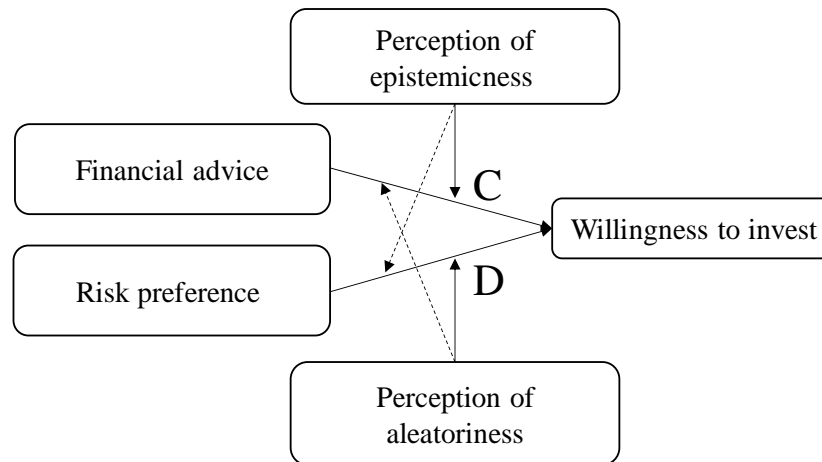 Perception of
epistemicness
Financial advice
C
Willingness to invest
Risk preference
D
Perception of
aleatoriness